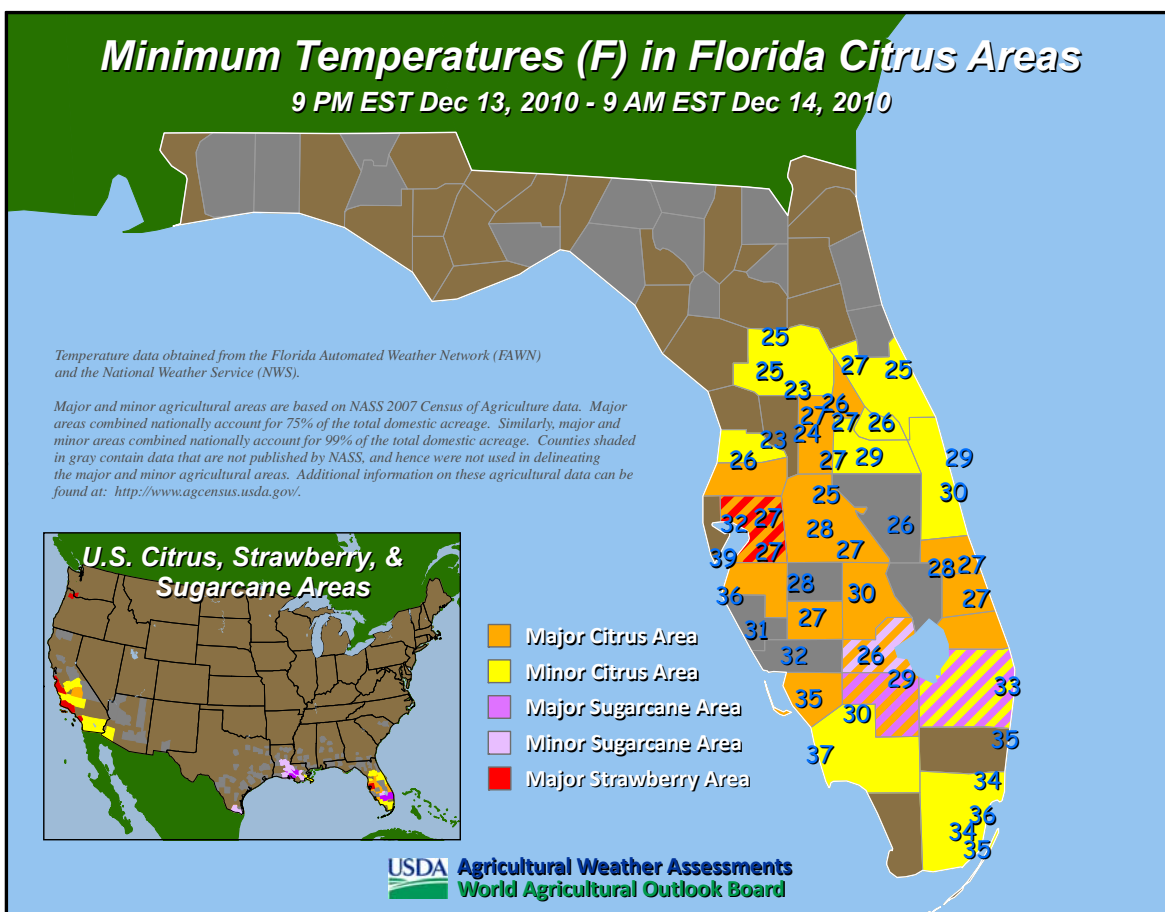 Minimum Temperatures (F) in Florida Citrus Areas
9 PM EST Dec 13, 2010 - 9 AM EST Dec 14, 2010
Temperature data obtained from the Florida Automated Weather Network (FAWN)
and the National Weather Service (NWS).
Major and minor agricultural areas are based on NASS 2007 Census of Agriculture data. Major
areas combined nationally account for 75% of the total domestic acreage. Similarly, major and
minor areas combined nationally account for 99% of the total domestic acreage. Counties shaded
in gray contain data that are not published by NASS, and hence were not used in delineating
the major and minor agricultural areas. Additional information on these agricultural data can be
found at: http://www.agcensus.usda.gov/.
25
27
25
25
23
26
27
27
26
24
23
26
27
29
29
30
25
32
27
28
26
39
27
27
28
27
36
28
30
27
31
27
32
26
29
33
35
30
37
35
34
36
34
35
U.S. Citrus, Strawberry, &
Sugarcane Areas
Major Citrus Area
Minor Citrus Area
Major Sugarcane Area
Minor Sugarcane Area
Major Strawberry Area
USDA Agricultural Weather Assessments
World Agricultural Outlook Board